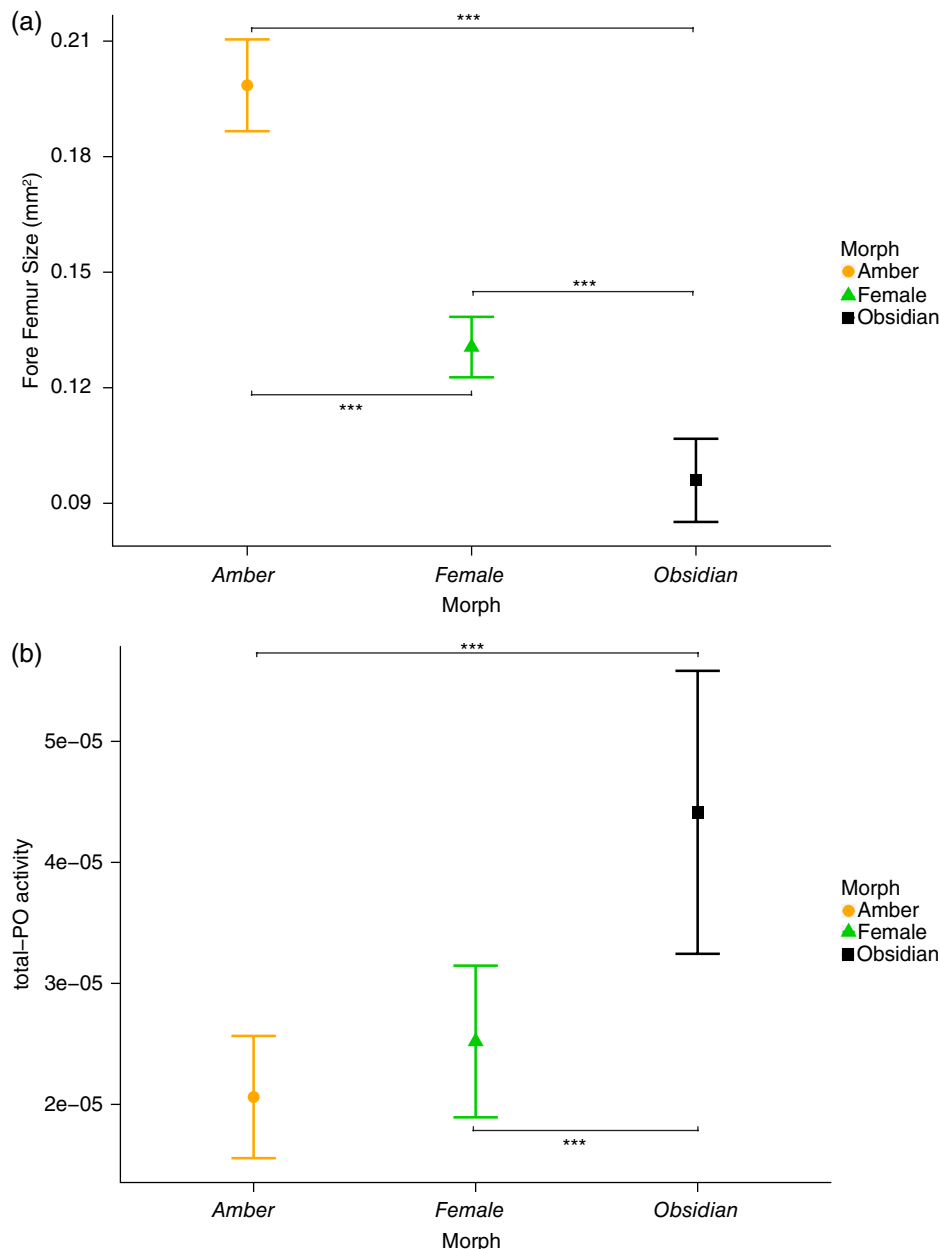 (a)
***
0.21
0.18
0.15
0.12
0.09
Fore Femur Size (mm²)
***
***
Amber Female Obsidian
Morph
Morph
Amber
Female
Obsidian
(b)
***
5e−05
4e−05
3e−05
2e−05
total−PO activity
***
Amber Female Obsidian
Morph
Morph
Amber
Female
Obsidian